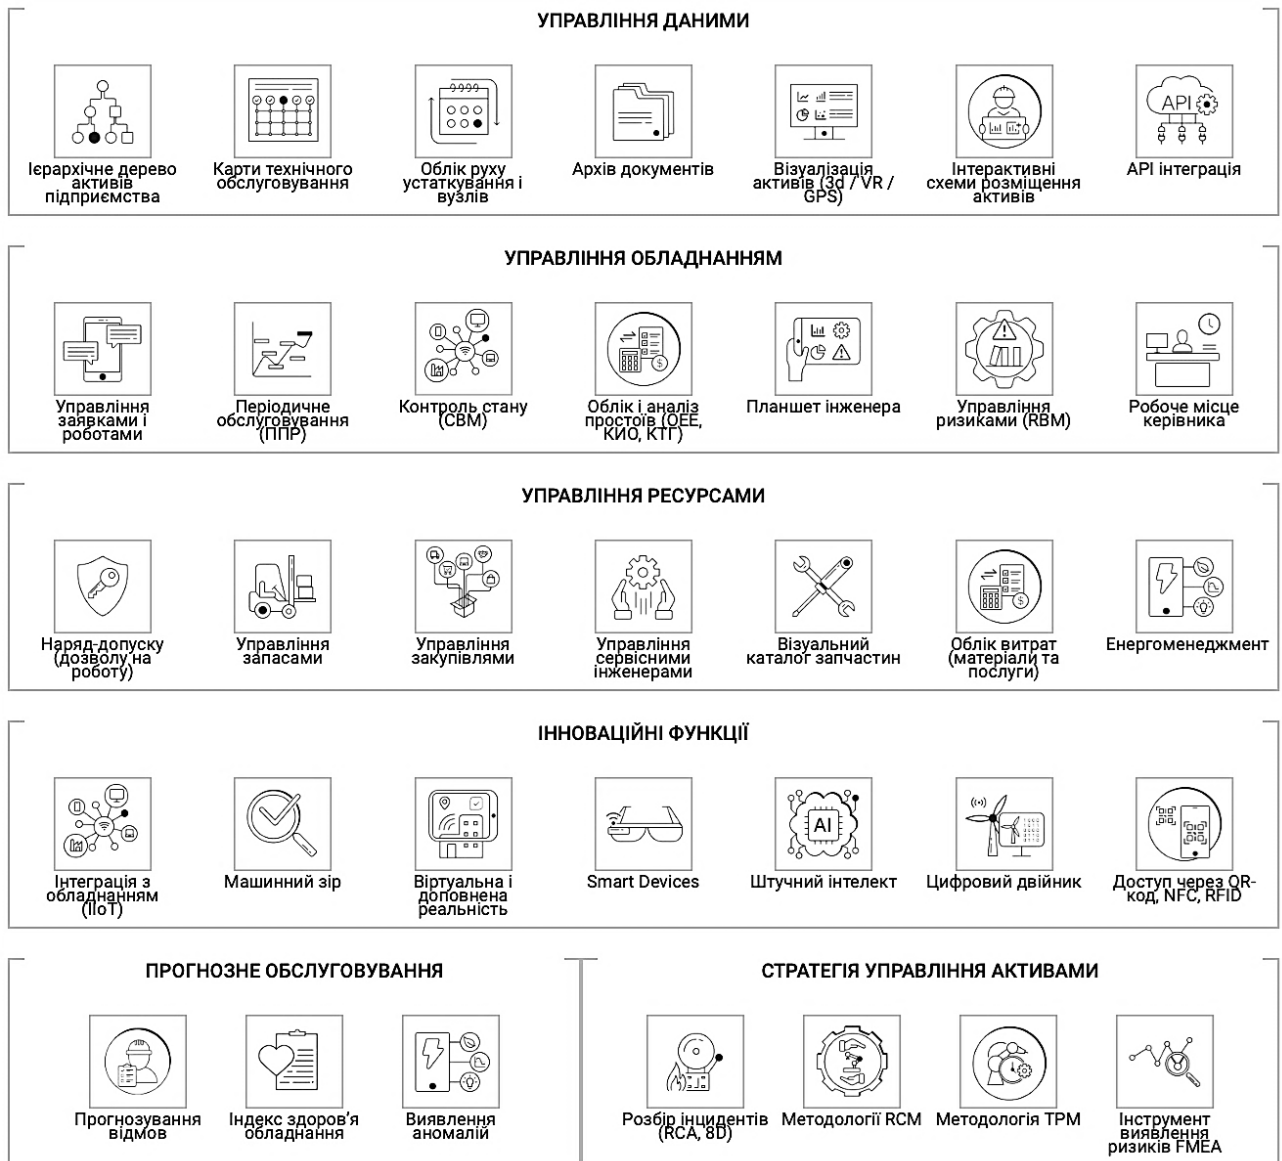 УПРАВЛІННЯ ДАНИМИ
API
Ієрархічне дерево
активів
підприємства
Карти технічного
обслуговування
Облік руху
устаткування і
вузлів
Архів документів
Візуалізація
активів (3d / VR /
GPS)
Інтерактивні
схеми розміщення
активів
API інтеграція
УПРАВЛІННЯ ОБЛАДНАННЯМ
Управління
заявками і
роботами
Періодичне
обслуговування
(ППР)
Контроль стану
(CBM)
Облік і аналіз
простоїв (OEE,
КИО, КТГ)
Планшет інженера
Управління
ризиками (RBM)
Робоче місце
керівника
УПРАВЛІННЯ РЕСУРСАМИ
Наряд-допуску
(дозволу на
роботу)
Управління
запасами
Управління
закупівлями
Управління
сервісними
інженерами
Візуальний
каталог запчастин
Облік витрат
(матеріали та
послуги)
Енергоменеджмент
ІННОВАЦІЙНІ ФУНКЦІЇ
AI
Інтеграція з
обладнанням
(IIoT)
Машинний зір
Віртуальна і
доповнена
реальність
Smart Devices
Штучний інтелект
Цифровий двійник
Доступ через QR-
код, NFC, RFID
ПРОГНОЗНЕ ОБСЛУГОВУВАННЯ
Прогнозування
відмов
Індекс здоров'я
обладнання
Виявлення
аномалій
СТРАТЕГІЯ УПРАВЛІННЯ АКТИВАМИ
Розбір інцидентів
(RCA, 8D)
Методології RCM
Методологія TPM
Інструмент
виявлення
ризиків FMEA